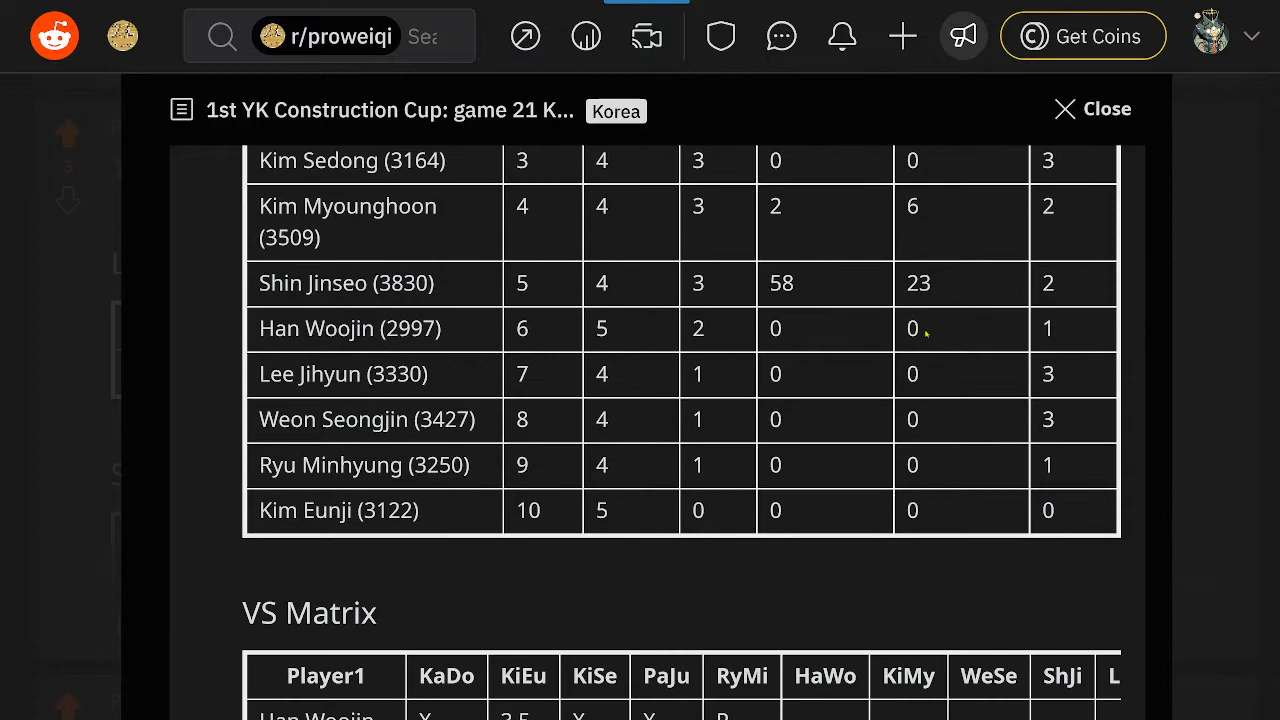 r/proweiqi Sea
Get Coins
1st YK Construction Cup: game 21 K... Korea
Close
Kim Sedong (3164) 3 4 3 0 0 3
Kim Myounghoon (3509) 4 4 3 2 6 2
Shin Jinseo (3830) 5 4 3 58 23 2
Han Woojin (2997) 6 5 2 0 0 1
Lee Jihyun (3330) 7 4 1 0 0 3
Weon Seongjin (3427) 8 4 1 0 0 3
Ryu Minhyung (3250) 9 4 1 0 0 1
Kim Eunji (3122) 10 5 0 0 0 0
VS Matrix
Player1 KaDo KiEu KiSe PaJu RyMi HaWo KiMy WeSe ShJi L
Han Woojin X 3.5 X X